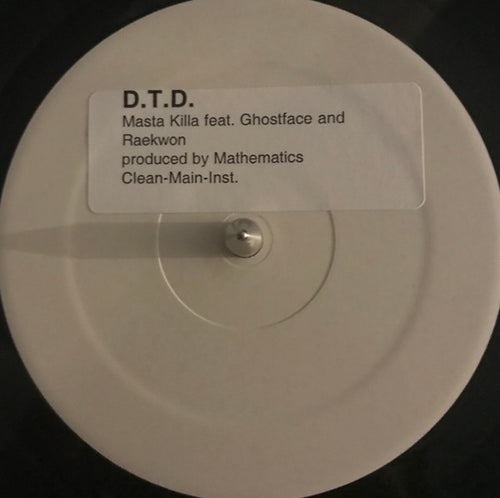 D.T.D.
Masta Killa feat. Ghostface and
Raekwon
produced by Mathematics
Clean-Main-Inst.